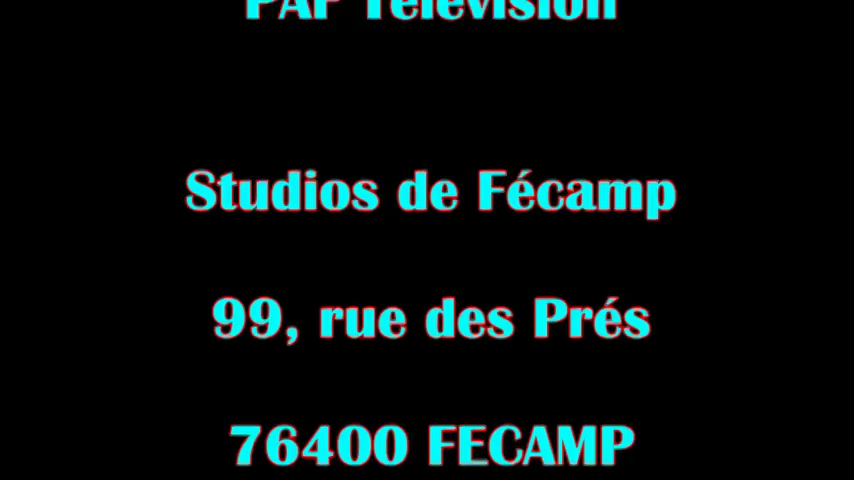 PAF Télévision
Studios de Fécamp
99, rue des Prés
76400 FECAMP